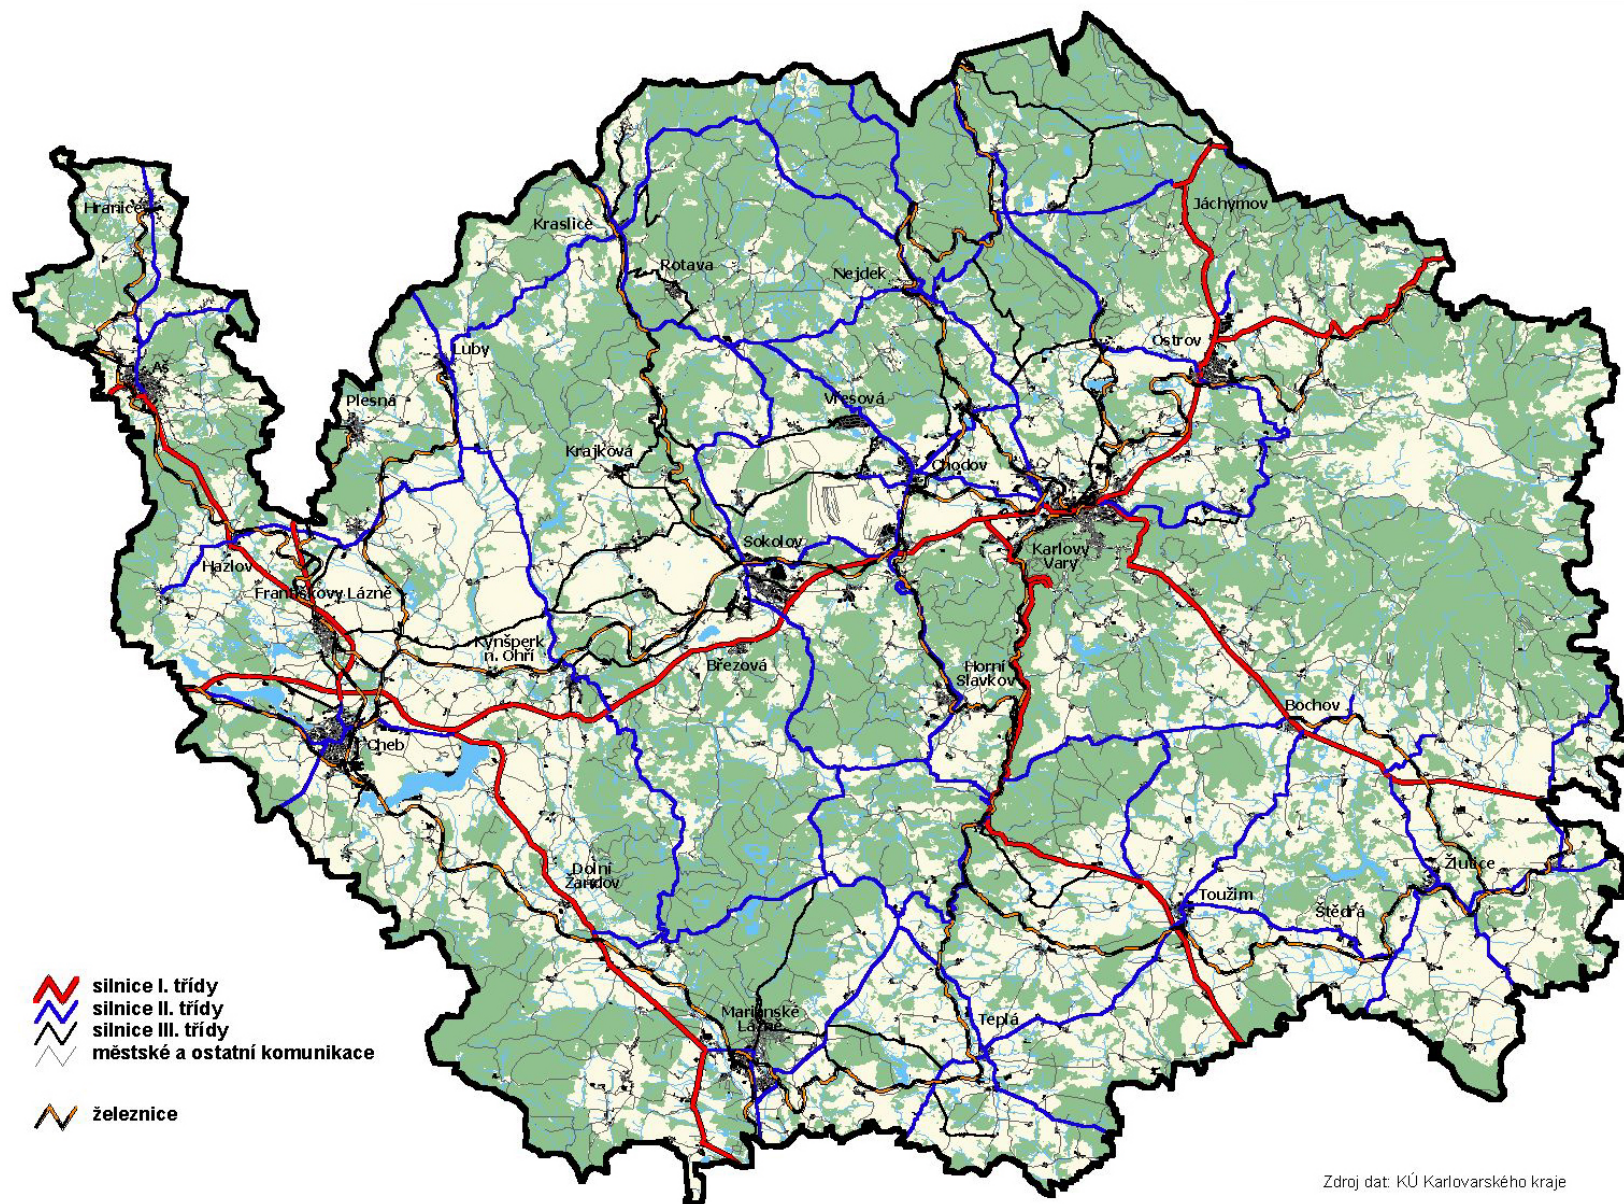 Hranice
Jáchymov
Kraslice
Rotava
Nejdek
Ostrov
Luby
Aš
Plesná
Vřesová
Krajková
Chodov
Sokolov
Karlovy
Vary
Hazlov
Františkovy Lázně
Kynšperk
n. Ohří
Březová
Horní
Slavkov
Bochov
Cheb
Dolní
Žandov
Žlutice
Toužim
Štědrá
silnice I. třídy
silnice II. třídy
silnice III. třídy
městské a ostatní komunikace
železnice
Mariánské
Lázně
Teplá
Zdroj dat: KÚ Karlovarského kraje